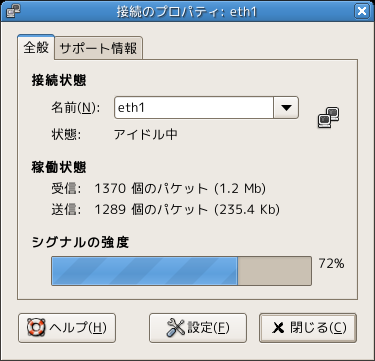 接続のプロパティ: eth1
全般 サポート情報
接続状態
名前(N): eth1
状態: アイドル中
稼働状態
受信: 1370 個のパケット (1.2 Mb)
送信: 1289 個のパケット (235.4 Kb)
シグナルの強度
72%
ヘルプ(H) 設定(F) 閉じる(C)